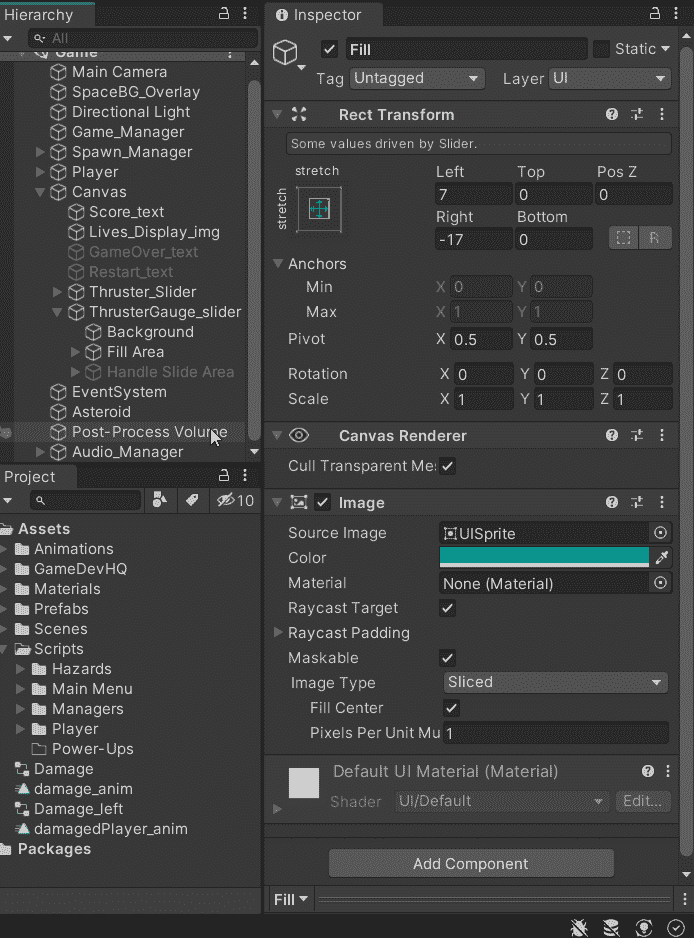 Hierarchy
All
Game
Main Camera
SpaceBG_Overlay
Directional Light
Game_Manager
Spawn_Manager
Player
Canvas
Score_text
Lives_Display_img
GameOver_text
Restart_text
Thruster_Slider
ThrusterGauge_slider
Background
Fill Area
Handle Slide Area
EventSystem
Asteroid
Post-Process Volume
Audio_Manager
Project
10
Assets
Animations
GameDevHQ
Materials
Prefabs
Scenes
Scripts
Hazards
Main Menu
Managers
Player
Power-Ups
Damage
damage_anim
Damage_left
damagedPlayer_anim
Packages
Inspector
Fill
Static
Tag Untagged Layer UI
Rect Transform
Some values driven by Slider.
stretch
stretch
Left Top Pos Z
7 0 0
Right Bottom
-17 0 R
Anchors
Min X 0 Y 0
Max X 1 Y 1
Pivot X 0.5 Y 0.5
Rotation X 0 Y 0 Z 0
Scale X 1 Y 1 Z 1
Canvas Renderer
Cull Transparent Me
Image
Source Image UISprite
Color
Material None (Material)
Raycast Target
Raycast Padding
Maskable
Image Type Sliced
Fill Center
Pixels Per Unit Mu 1
Default UI Material (Material)
Shader UI/Default Edit...
Add Component
Fill